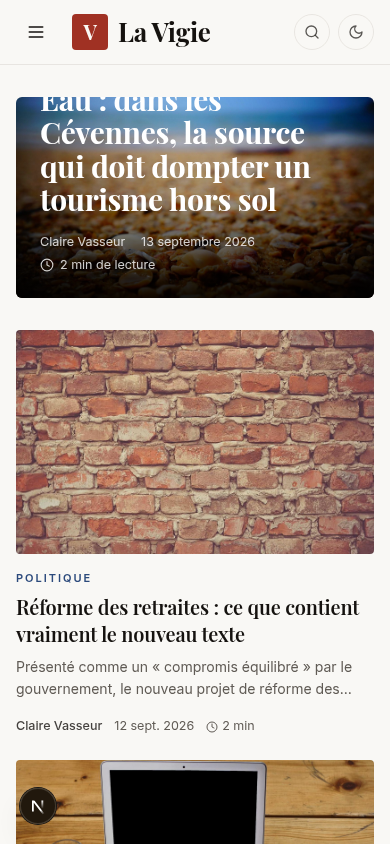 V La Vigie
Eau : dans les
Cévennes, la source
qui doit dompter un
tourisme hors sol
Claire Vasseur 13 septembre 2026
2 min de lecture
POLITIQUE
Réforme des retraites : ce que contient
vraiment le nouveau texte
Présenté comme un « compromis équilibré » par le
gouvernement, le nouveau projet de réforme des...
Claire Vasseur 12 sept. 2026 2 min
N